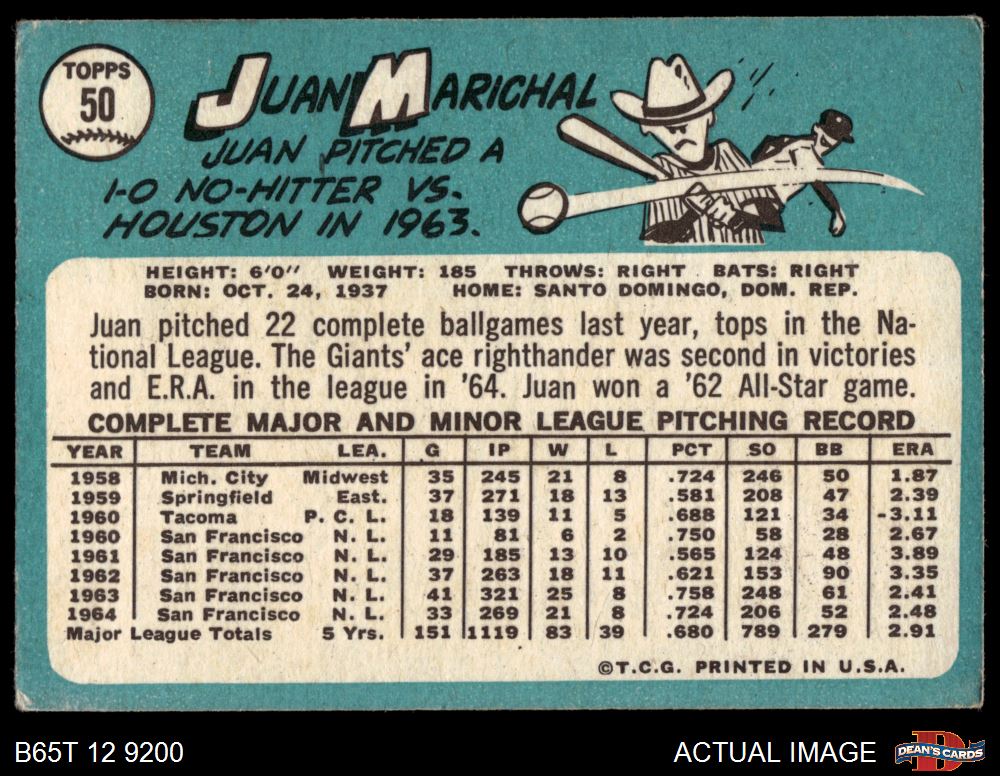 TOPPS
50
JUAN MARICHAL
JUAN PITCHED A
1-0 NO-HITTER VS.
HOUSTON IN 1963.
HEIGHT: 6'0" WEIGHT: 185 THROWS: RIGHT BATS: RIGHT
BORN: OCT. 24, 1937 HOME: SANTO DOMINGO, DOM. REP.
Juan pitched 22 complete ballgames last year, tops in the Na-
tional League. The Giants' ace righthander was second in victories
and E.R.A. in the league in '64. Juan won a '62 All-Star game.
COMPLETE MAJOR AND MINOR LEAGUE PITCHING RECORD
YEAR TEAM LEA. G IP W L PCT SO BB ERA
1958 Mich. City Midwest 35 245 21 8 .724 246 50 1.87
1959 Springfield East. 37 271 18 13 .581 208 47 2.39
1960 Tacoma P. C. L. 18 139 11 5 .688 121 34 -3.11
1960 San Francisco N. L. 11 81 6 2 .750 58 28 2.67
1961 San Francisco N. L. 29 185 13 10 .565 124 48 3.89
1962 San Francisco N. L. 37 263 18 11 .621 153 90 3.35
1963 San Francisco N. L. 41 321 25 8 .758 248 61 2.41
1964 San Francisco N. L. 33 269 21 8 .724 206 52 2.48
Major League Totals 5 Yrs. 151 1119 83 39 .680 789 279 2.91
©T.C.G. PRINTED IN U.S.A.
B65T 12 9200 ACTUAL IMAGE D DEAN'S CARDS